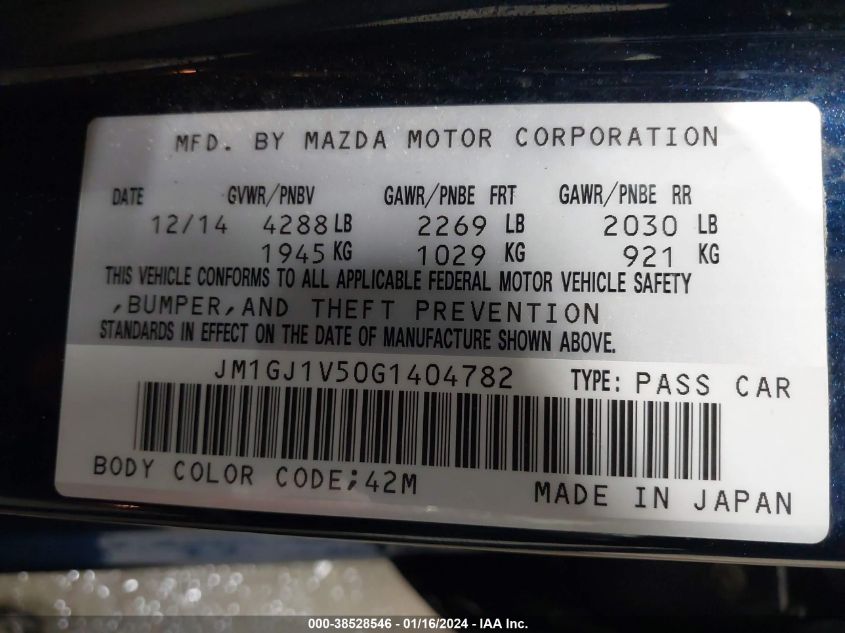 MFD. BY MAZDA MOTOR CORPORATION
DATE GVWR/PNBV GAWR/PNBE FRT GAWR/PNBE RR
12/14 4288 LB 2269 LB 2030 LB
1945 KG 1029 KG 921 KG
THIS VEHICLE CONFORMS TO ALL APPLICABLE FEDERAL MOTOR VEHICLE SAFETY
,BUMPER,AND THEFT PREVENTION
STANDARDS IN EFFECT ON THE DATE OF MANUFACTURE SHOWN ABOVE.
JM1GJ1V50G1404782 TYPE: PASS CAR
BODY COLOR CODE;42M MADE IN JAPAN
000-38528546 - 01/16/2024 - IAA Inc.